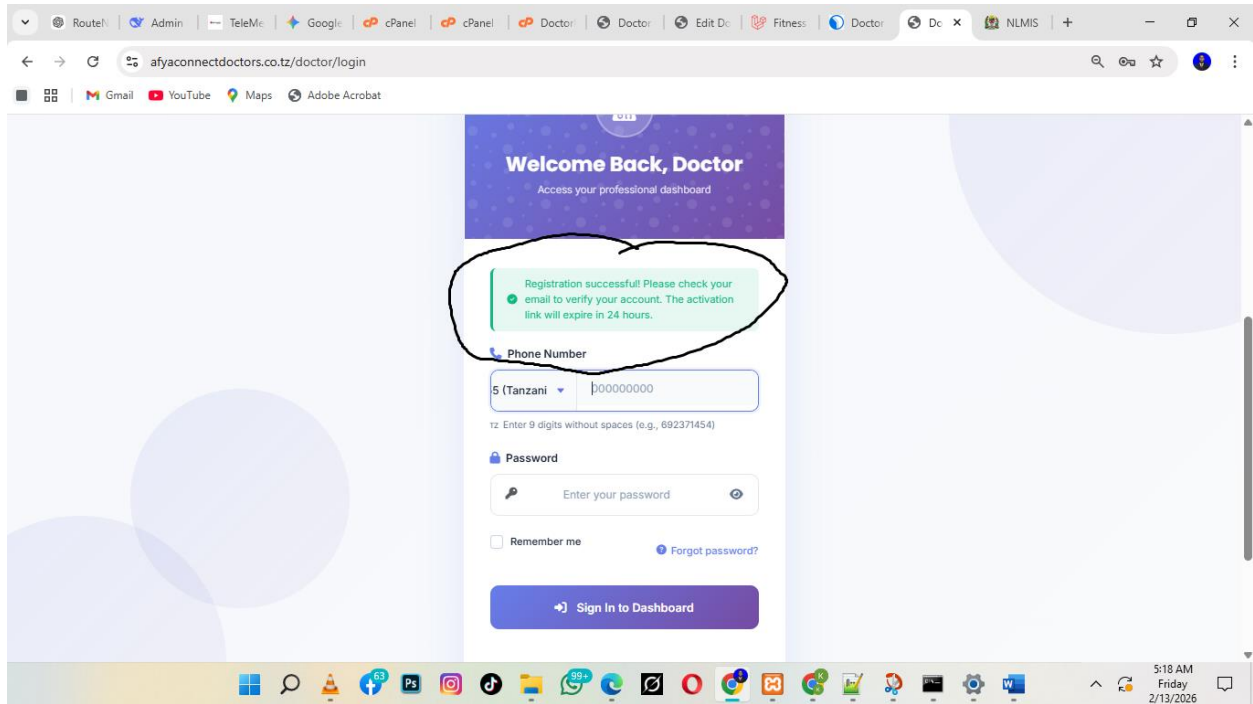 RouteN
Admin
TeleMe
Google
cPanel
cPanel
Doctor
Doctor
Edit Do
Fitness
Doctor
Do
NLMIS
afyaconnectdoctors.co.tz/doctor/login
Gmail
YouTube
Maps
Adobe Acrobat
Welcome Back, Doctor
Access your professional dashboard
Registration successful! Please check your
email to verify your account. The activation
link will expire in 24 hours.
Phone Number
5 (Tanzani
000000000
TZ Enter 9 digits without spaces (e.g., 692371454)
Password
Enter your password
Remember me
Forgot password?
Sign In to Dashboard
63
Ps
99+
5:18 AM
Friday
2/13/2026